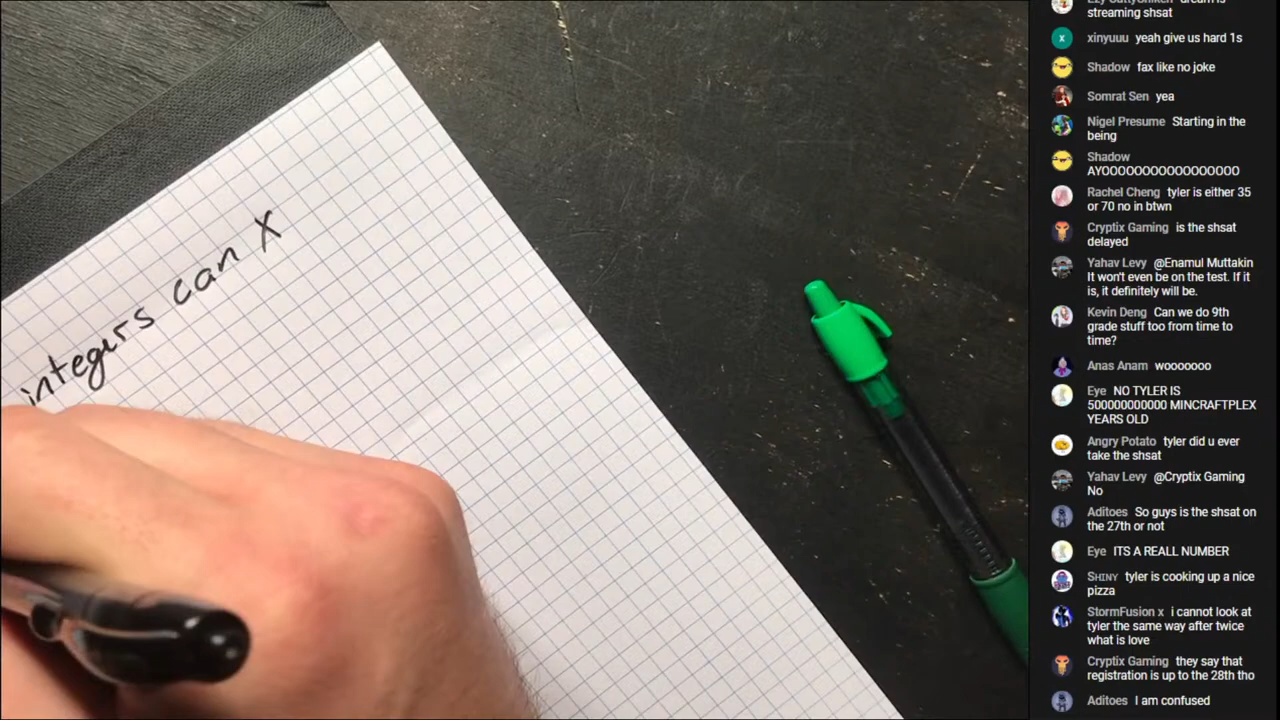 integers can X
streaming shsat
x
xinyuuu yeah give us hard 1s
Shadow fax like no joke
Somrat Sen yea
Nigel Presume Starting in the
being
Shadow
AYOOOOOOOOOOOOOOOOO
Rachel Cheng tyler is either 35
or 70 no in btwn
Cryptix Gaming is the shsat
delayed
Yahav Levy @Enamul Muttakin
It won't even be on the test. If it
is, it definitely will be.
Kevin Deng Can we do 9th
grade stuff too from time to
time?
Anas Anam wooooooo
Eye NO TYLER IS
500000000000 MINCRAFTPLEX
YEARS OLD
Angry Potato tyler did u ever
take the shsat
Yahav Levy @Cryptix Gaming
No
Aditoes So guys is the shsat on
the 27th or not
Eye ITS A REALL NUMBER
SHINY tyler is cooking up a nice
pizza
StormFusion x i cannot look at
tyler the same way after twice
what is love
Cryptix Gaming they say that
registration is up to the 28th tho
Aditoes I am confused